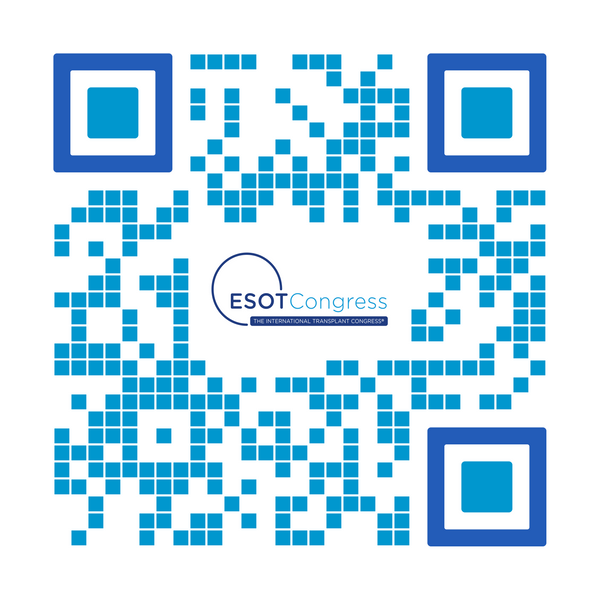 ESOTCongress
THE INTERNATIONAL TRANSPLANT CONGRESS®